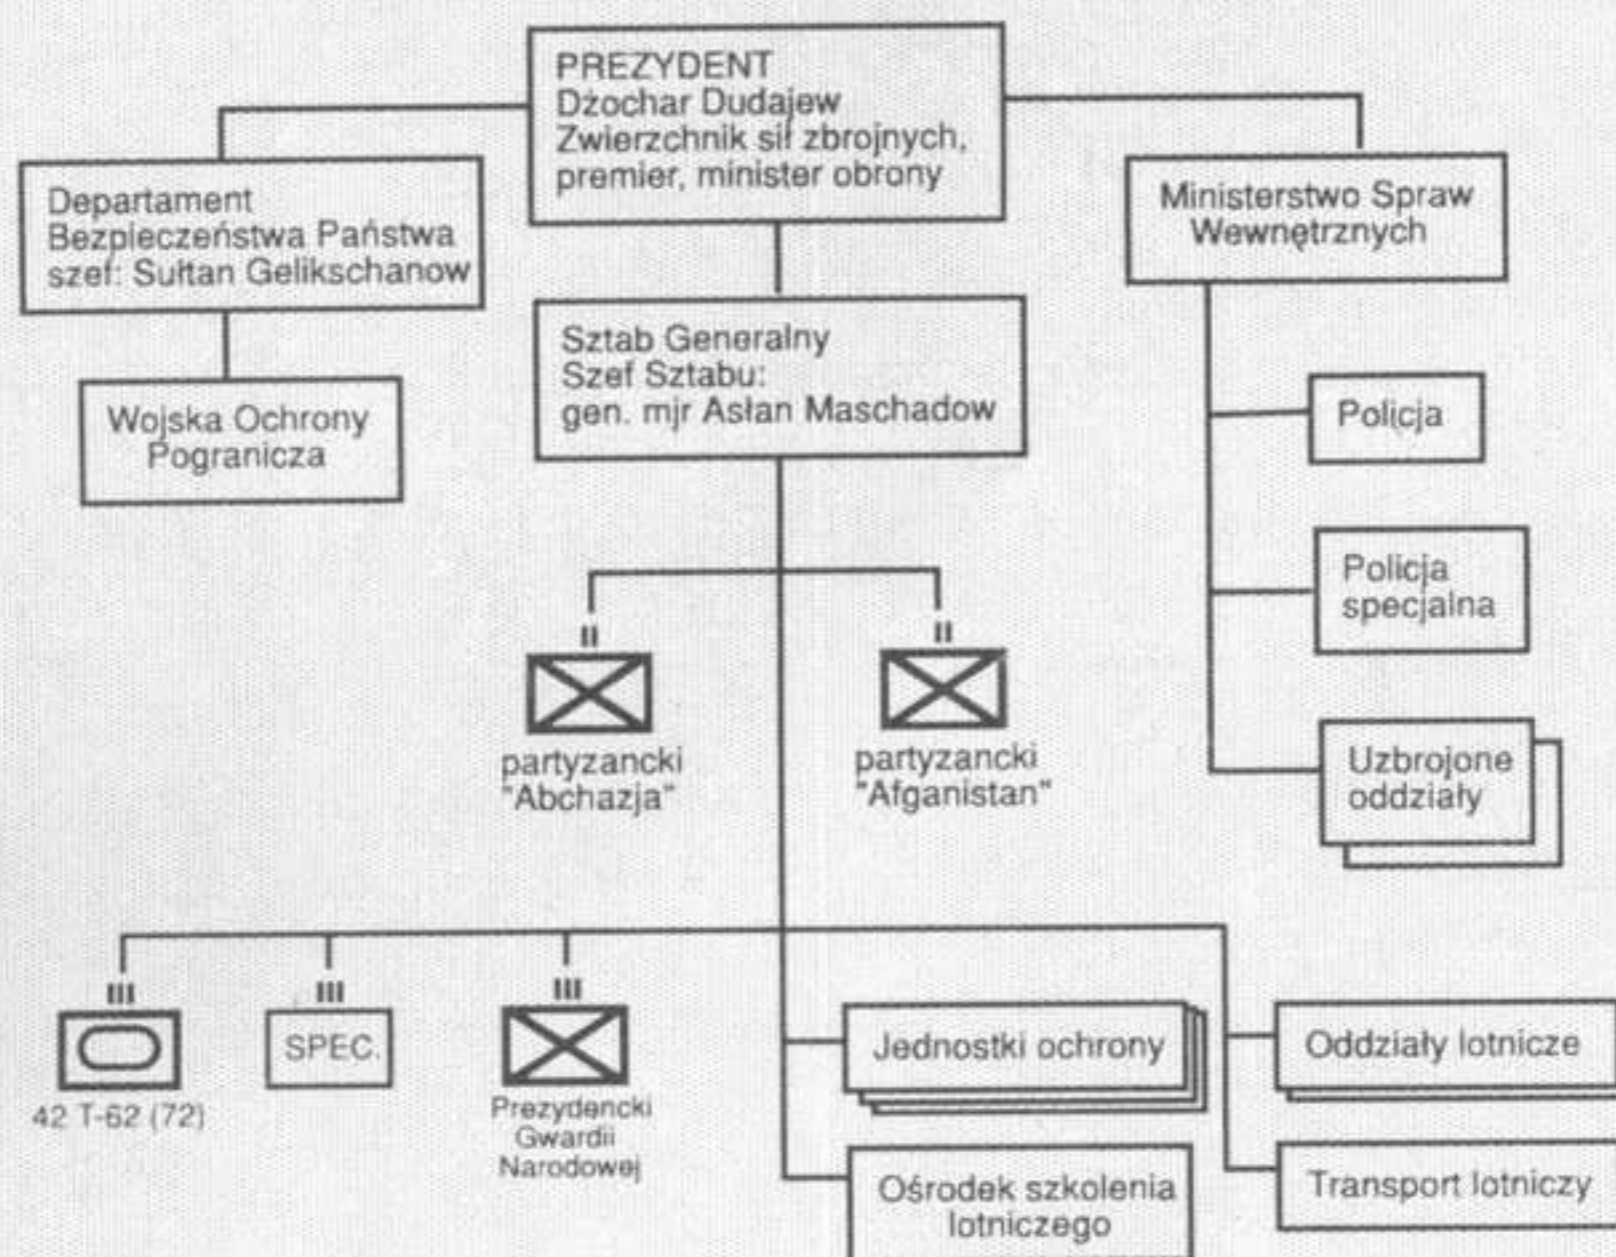 PREZYDENT
Dżochar Dudajew
Zwierzchnik sił zbrojnych,
premier, minister obrony
Departament
Bezpieczeństwa Państwa
szef: Sułtan Gelikschanow
Ministerstwo Spraw
Wewnętrznych
Sztab Generalny
Szef Sztabu:
gen. mjr Asłan Maschadow
Wojska Ochrony
Pogranicza
Policja
Policja
specjalna
Uzbrojone
oddziały
II
partyzancki
"Abchazja"
II
partyzancki
"Afganistan"
III
42 T-62 (72)
III
SPEC.
III
Prezydencki
Gwardii
Narodowej
Jednostki ochrony
Ośrodek szkolenia
lotniczego
Oddziały lotnicze
Transport lotniczy